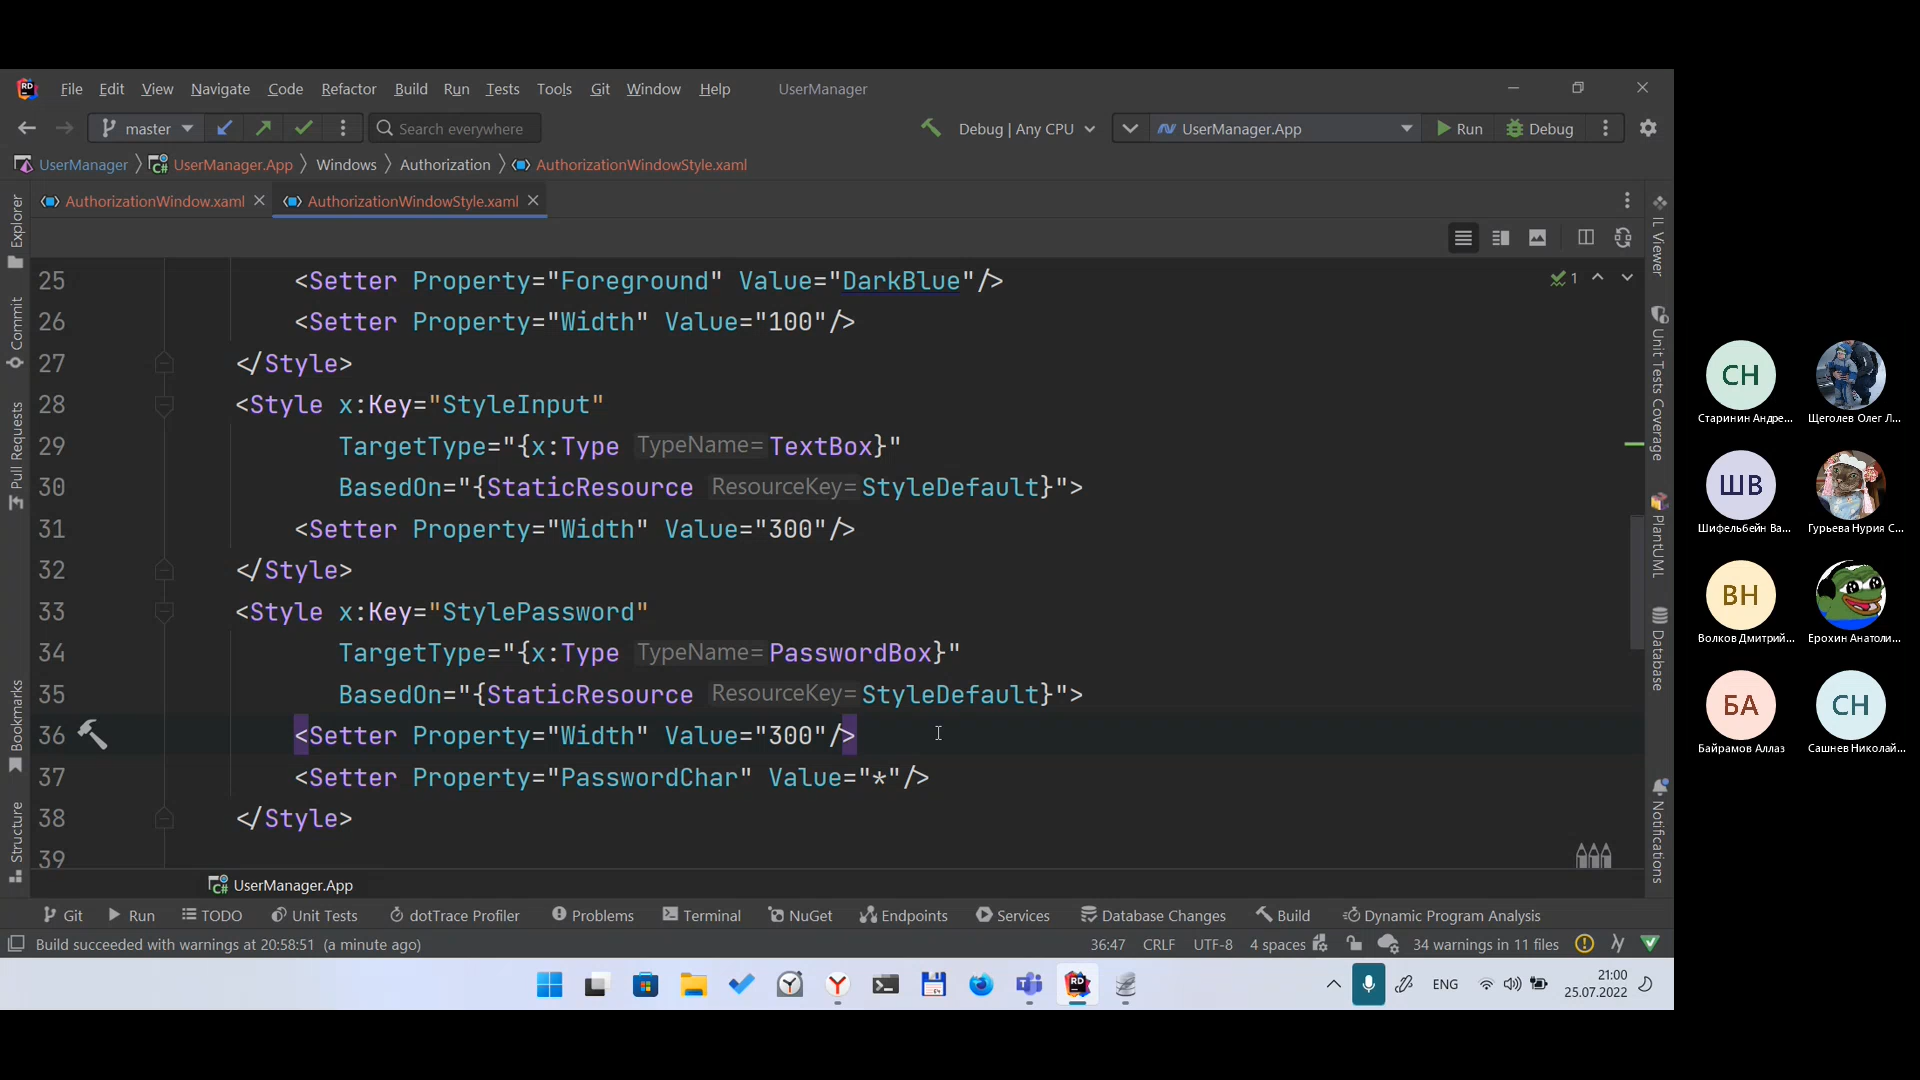 File Edit View Navigate Code Refactor Build Run Tests Tools Git Window Help UserManager
master Search everywhere Debug | Any CPU UserManager.App Run Debug
UserManager UserManager.App Windows Authorization AuthorizationWindowStyle.xaml
AuthorizationWindow.xaml AuthorizationWindowStyle.xaml
Explorer
Commit
Pull Requests
Bookmarks
Structure
25 <Setter Property="Foreground" Value="DarkBlue"/>
26 <Setter Property="Width" Value="100"/>
27 </Style>
28 <Style x:Key="StyleInput"
29 TargetType="{x:Type TypeName=TextBox}"
30 BasedOn="{StaticResource ResourceKey=StyleDefault}">
31 <Setter Property="Width" Value="300"/>
32 </Style>
33 <Style x:Key="StylePassword"
34 TargetType="{x:Type TypeName=PasswordBox}"
35 BasedOn="{StaticResource ResourceKey=StyleDefault}">
36 <Setter Property="Width" Value="300"/>
37 <Setter Property="PasswordChar" Value="*"/>
38 </Style>
39
1
IL Viewer
Unit Tests Coverage
PlantUML
Database
Notifications
UserManager.App
Git Run TODO Unit Tests dotTrace Profiler Problems Terminal NuGet Endpoints Services Database Changes Build Dynamic Program Analysis
Build succeeded with warnings at 20:58:51 (a minute ago) 36:47 CRLF UTF-8 4 spaces 34 warnings in 11 files
ENG 21:00
25.07.2022
СН
Старинин Андре... Щеголев Олег Л...
ШВ
Шифельбейн Ва... Гурьева Нурия С...
ВН
Волков Дмитрий... Ерохин Анатоли...
БА СН
Байрамов Аллаз Сашнев Николай...